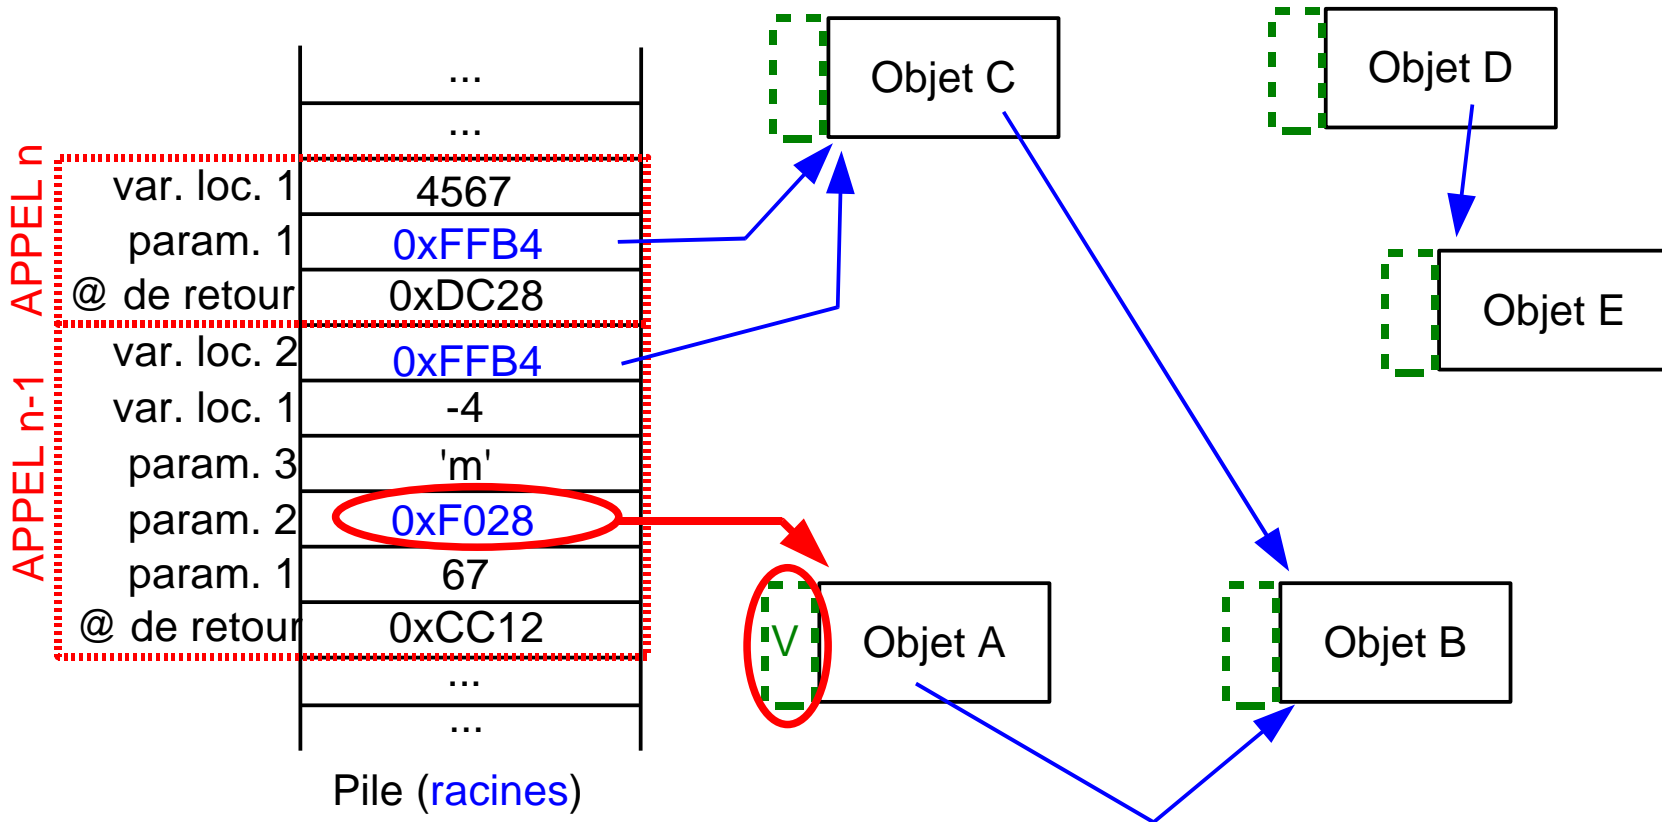 ...
...
APPEL n
var. loc. 1 4567
param. 1 0xFFB4
@ de retour 0xDC28
APPEL n-1
var. loc. 2 0xFFB4
var. loc. 1 -4
param. 3 'm'
param. 2 0xF028
param. 1 67
@ de retour 0xCC12
...
...
Pile (racines)
Objet C
Objet D
Objet E
V
Objet A
Objet B